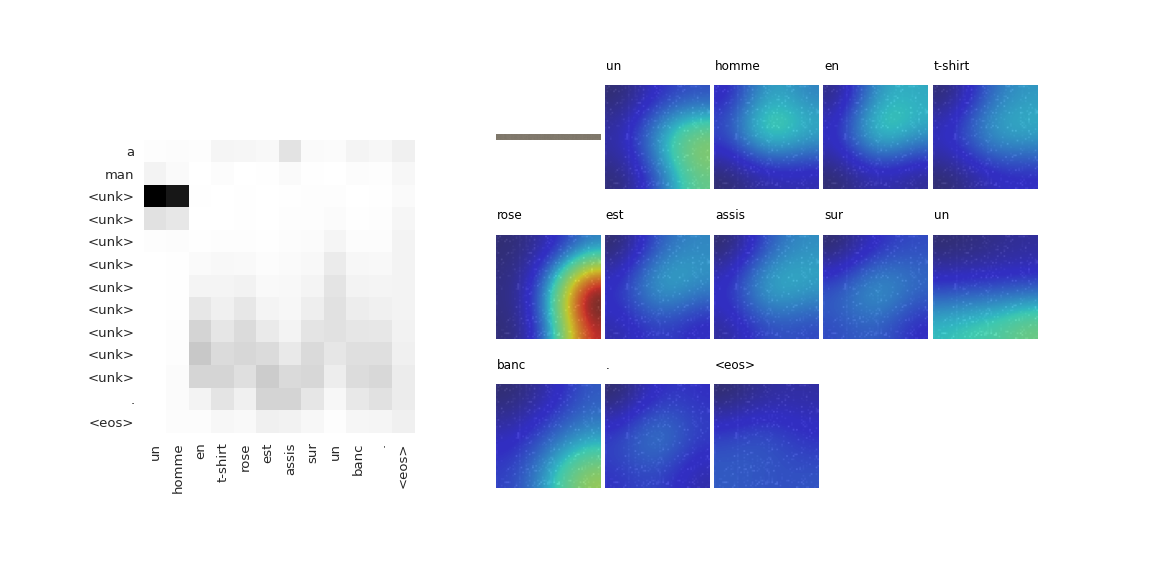 a
man
<unk>
<unk>
<unk>
<unk>
<unk>
<unk>
<unk>
<unk>
<unk>
.
<eos>
un homme en t-shirt rose est assis sur un banc . <eos>
un homme en t-shirt
rose est assis sur un
banc . <eos>